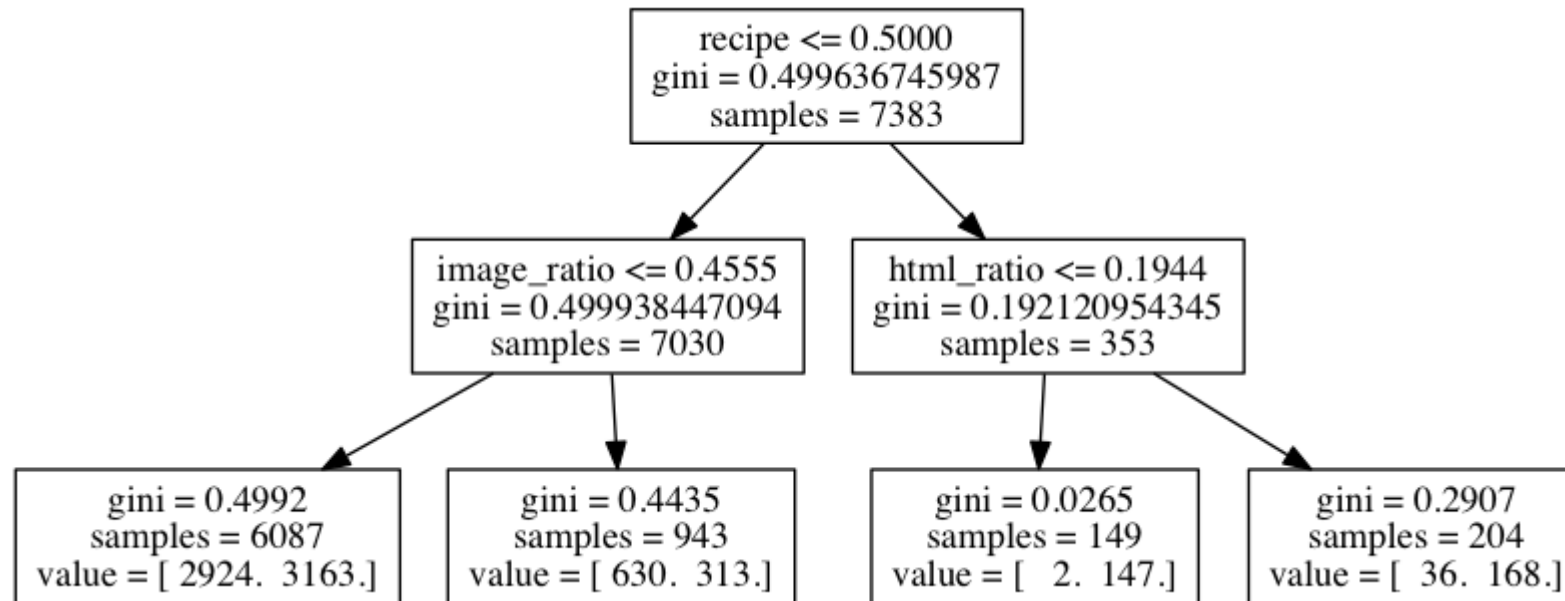 recipe <= 0.5000
gini = 0.499636745987
samples = 7383
image_ratio <= 0.4555
gini = 0.499938447094
samples = 7030
html_ratio <= 0.1944
gini = 0.192120954345
samples = 353
gini = 0.4992
samples = 6087
value = [ 2924.  3163.]
gini = 0.4435
samples = 943
value = [ 630.  313.]
gini = 0.0265
samples = 149
value = [   2.  147.]
gini = 0.2907
samples = 204
value = [  36.  168.]